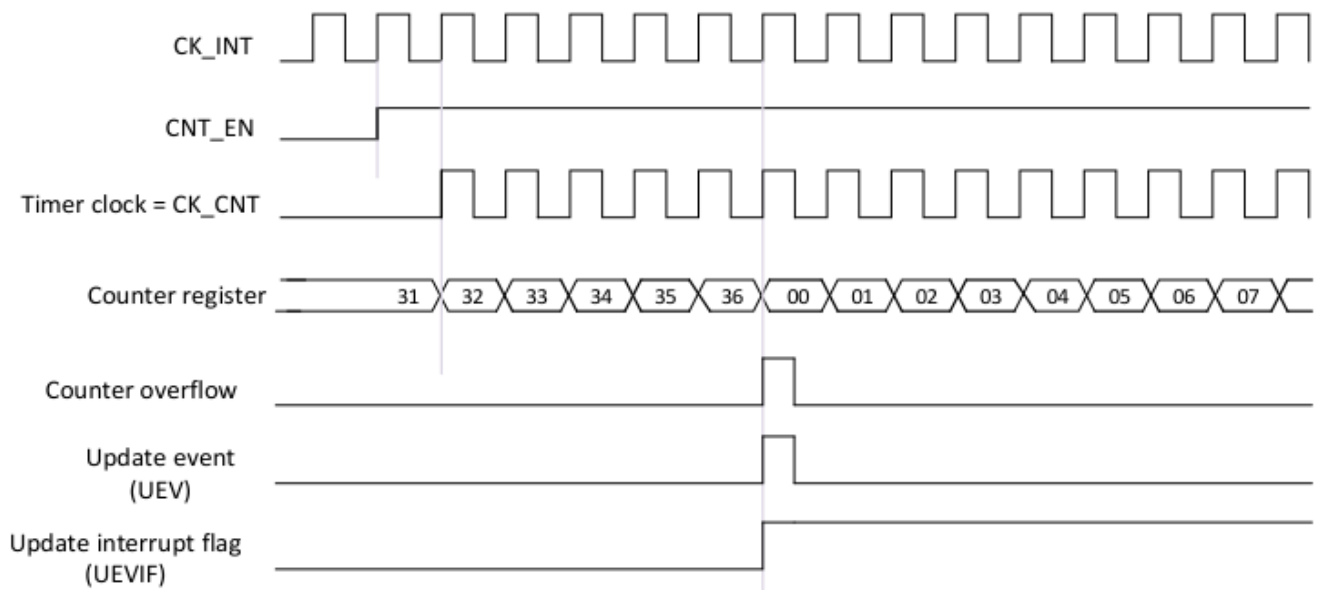 CK_INT
CNT_EN
Timer clock = CK_CNT
Counter register 31 32 33 34 35 36 00 01 02 03 04 05 06 07
Counter overflow
Update event
(UEV)
Update interrupt flag
(UEVIF)